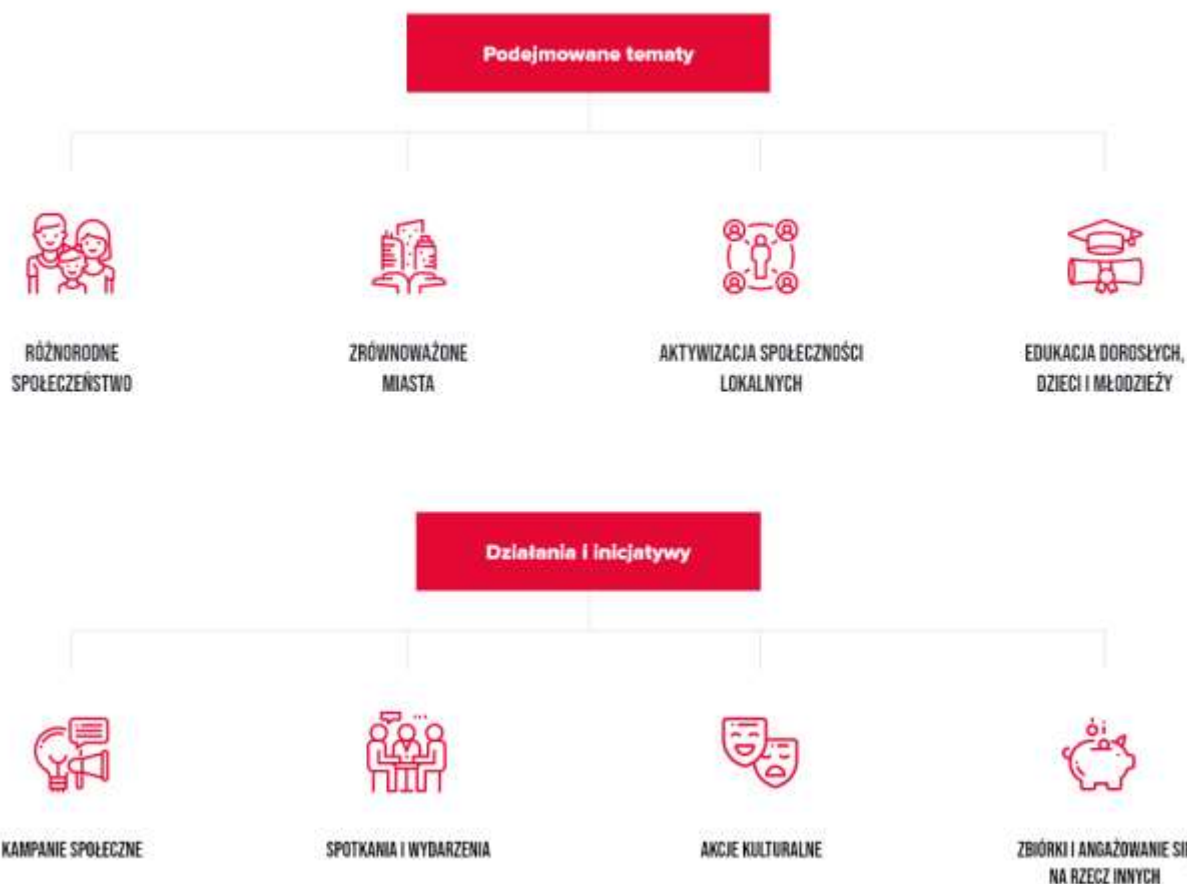 Podejmowane tematy
RÓŻNORODNE
SPOŁECZEŃSTWO
ZRÓWNOWAŻONE
MIASTA
AKTYWIZACJA SPOŁECZNOŚCI
LOKALNYCH
EDUKACJA DOROSŁYCH,
DZIECI I MŁODZIEŻY
Działania i inicjatywy
KAMPANIE SPOŁECZNE
SPOTKANIA I WYDARZENIA
AKCJE KULTURALNE
ZBIÓRKI I ANGAŻOWANIE
NA RZECZ INNYCH